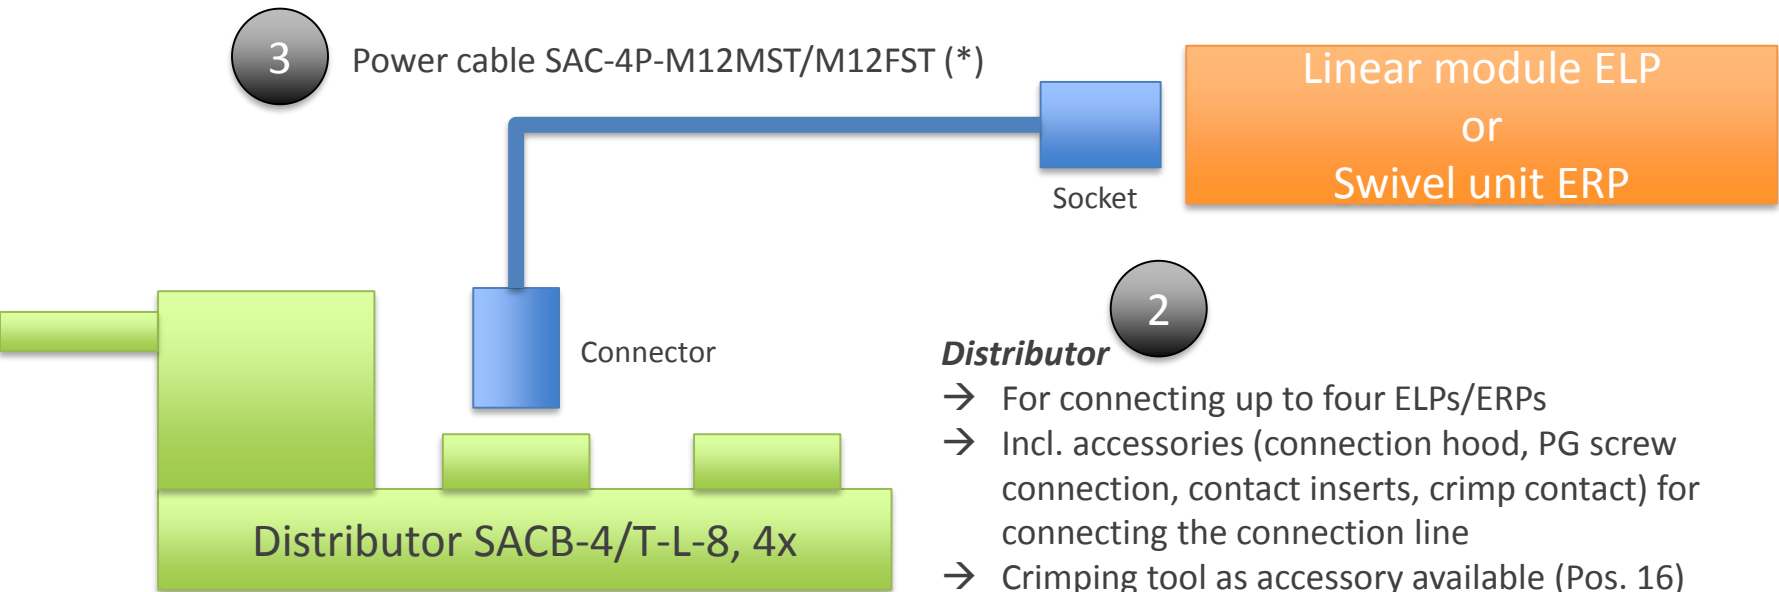 3
Power cable SAC-4P-M12MST/M12FST (*)
Linear module ELP
or
Swivel unit ERP
Socket
2
Connector
Distributor
→ For connecting up to four ELPs/ERPs
→ Incl. accessories (connection hood, PG screw
connection, contact inserts, crimp contact) for
connecting the connection line
→ Crimping tool as accessory available (Pos. 16)
Distributor SACB-4/T-L-8, 4x